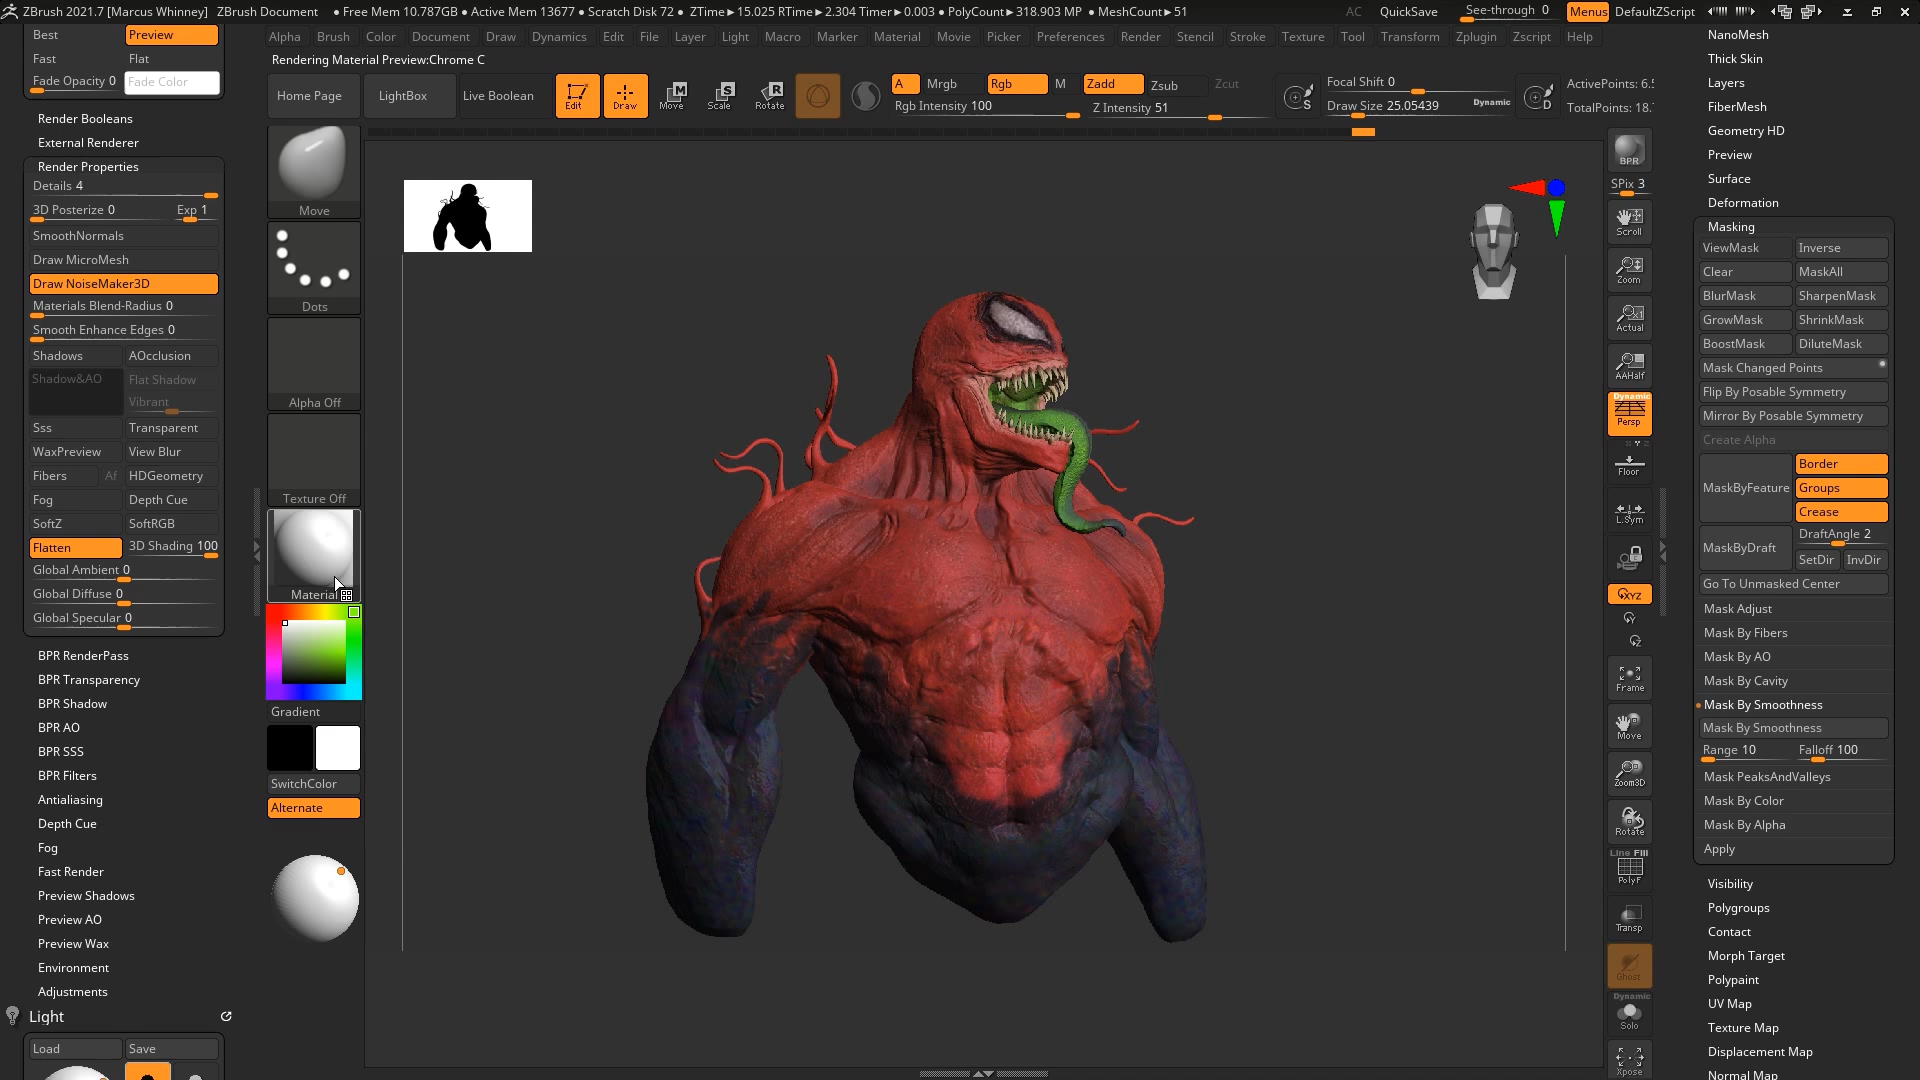 ZBrush 2021.7 [Marcus Whinney] ZBrush Document ● Free Mem 10.787GB ● Active Mem 13677 ● Scratch Disk 72 ● ZTime►15.025 RTime►2.304 Timer►0.003 ● PolyCount►318.903 MP ● MeshCount►51 AC QuickSave See-through 0 Menus DefaultZScript
Alpha Brush Color Document Draw Dynamics Edit File Layer Light Macro Marker Material Movie Picker Preferences Render Stencil Stroke Texture Tool Transform Zplugin Zscript Help
Rendering Material Preview:Chrome C
Home Page LightBox Live Boolean Edit Draw Move Scale Rotate
A Mrgb Rgb M Zadd Zsub Zcut
Rgb Intensity 100 Z Intensity 51
Focal Shift 0
Draw Size 25.05439 Dynamic
S D
ActivePoints: 6.
TotalPoints: 18.
Best Preview
Fast Flat
Fade Opacity 0 Fade Color
Render Booleans
External Renderer
Render Properties
Details 4
3D Posterize 0 Exp 1
SmoothNormals
Draw MicroMesh
Draw NoiseMaker3D
Materials Blend-Radius 0
Smooth Enhance Edges 0
Shadows AOcclusion
Shadow&AO Flat Shadow
Vibrant
Sss Transparent
WaxPreview View Blur
Fibers Af HDGeometry
Fog Depth Cue
SoftZ SoftRGB
Flatten 3D Shading 100
Global Ambient 0
Global Diffuse 0
Global Specular 0
BPR RenderPass
BPR Transparency
BPR Shadow
BPR AO
BPR SSS
BPR Filters
Antialiasing
Depth Cue
Fog
Fast Render
Preview Shadows
Preview AO
Preview Wax
Environment
Adjustments
Light
Load Save
Move
Dots
Alpha Off
Texture Off
Material
Gradient
SwitchColor
Alternate
BPR
SPix 3
Scroll
Zoom
Actual
AAHalf
Dynamic
Persp
Floor
L.Sym
XYZ
Y
Z
Frame
Move
Zoom3D
Rotate
Line Fill
PolyF
Transp
Ghost
Dynamic
Solo
Xpose
NanoMesh
Thick Skin
Layers
FiberMesh
Geometry HD
Preview
Surface
Deformation
Masking
ViewMask Inverse
Clear MaskAll
BlurMask SharpenMask
GrowMask ShrinkMask
BoostMask DiluteMask
Mask Changed Points
Flip By Posable Symmetry
Mirror By Posable Symmetry
Create Alpha
MaskByFeature Border
Groups
Crease
MaskByDraft DraftAngle 2
SetDir InvDir
Go To Unmasked Center
Mask Adjust
Mask By Fibers
Mask By AO
Mask By Cavity
Mask By Smoothness
Mask By Smoothness
Range 10 Falloff 100
Mask PeaksAndValleys
Mask By Color
Mask By Alpha
Apply
Visibility
Polygroups
Contact
Morph Target
Polypaint
UV Map
Texture Map
Displacement Map
Normal Map